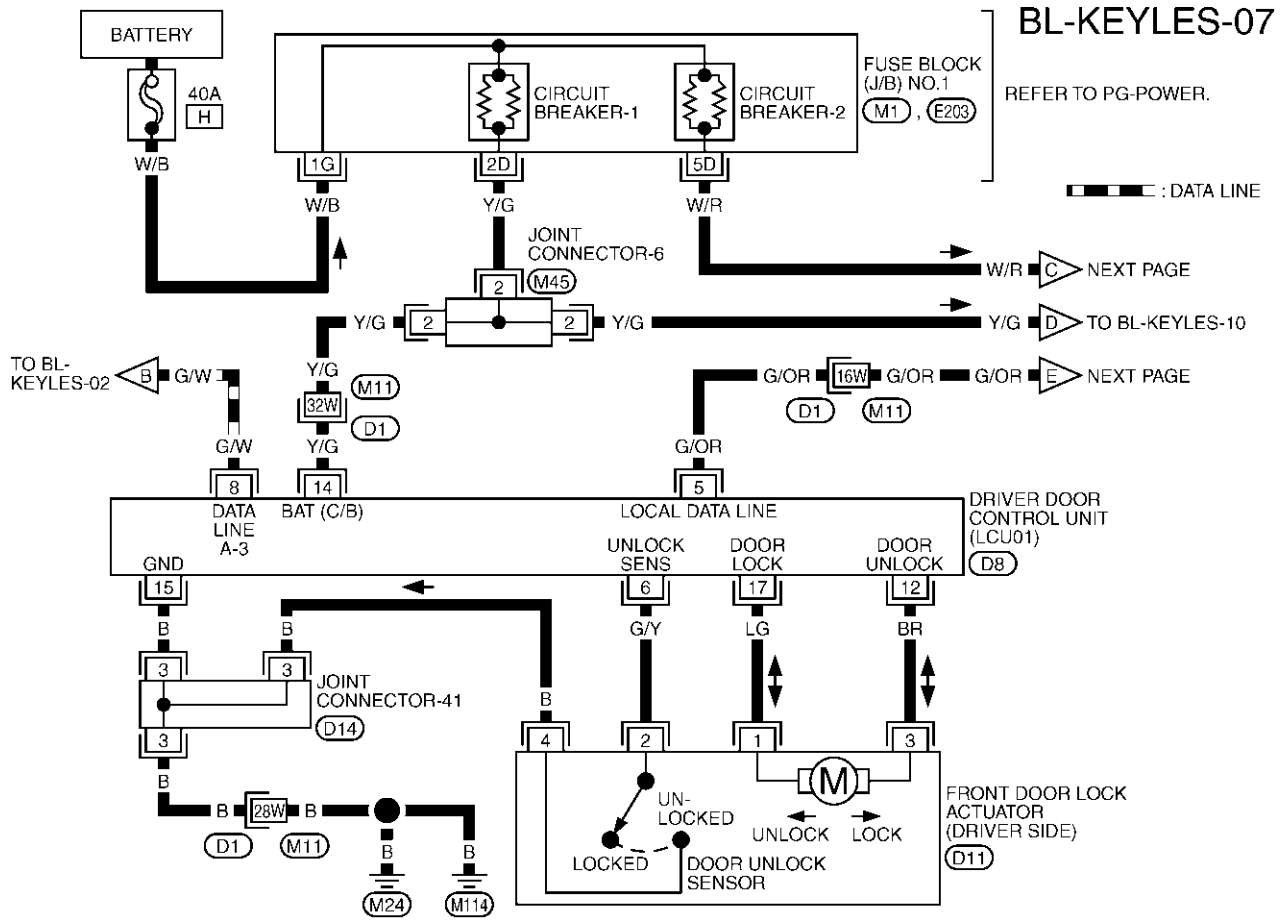 BL-KEYLES-07
BATTERY
40A
H
CIRCUIT
BREAKER-1
CIRCUIT
BREAKER-2
FUSE BLOCK
(J/B) NO.1
M1 , E203
REFER TO PG-POWER.
W/B
1G
2D
5D
W/B
Y/G
W/R
: DATA LINE
JOINT
CONNECTOR-6
M45
2
W/R
C
NEXT PAGE
Y/G
2
2
Y/G
Y/G
D
TO BL-KEYLES-10
TO BL-
KEYLES-02
B
G/W
Y/G
M11
32W
D1
Y/G
G/OR
16W
G/OR
G/OR
E
NEXT PAGE
D1
M11
G/W
G/OR
8
14
5
DATA
LINE
A-3
BAT (C/B)
LOCAL DATA LINE
DRIVER DOOR
CONTROL UNIT
(LCU01)
D8
GND
UNLOCK
SENS
DOOR
LOCK
DOOR
UNLOCK
15
6
17
12
B
B
G/Y
LG
BR
3
3
JOINT
CONNECTOR-41
D14
3
B
4
2
1
3
B
B
28W
B
D1
M11
B
B
M24
M114
M
UN-
LOCKED
LOCKED
DOOR UNLOCK
SENSOR
UNLOCK
LOCK
FRONT DOOR LOCK
ACTUATOR
(DRIVER SIDE)
D11